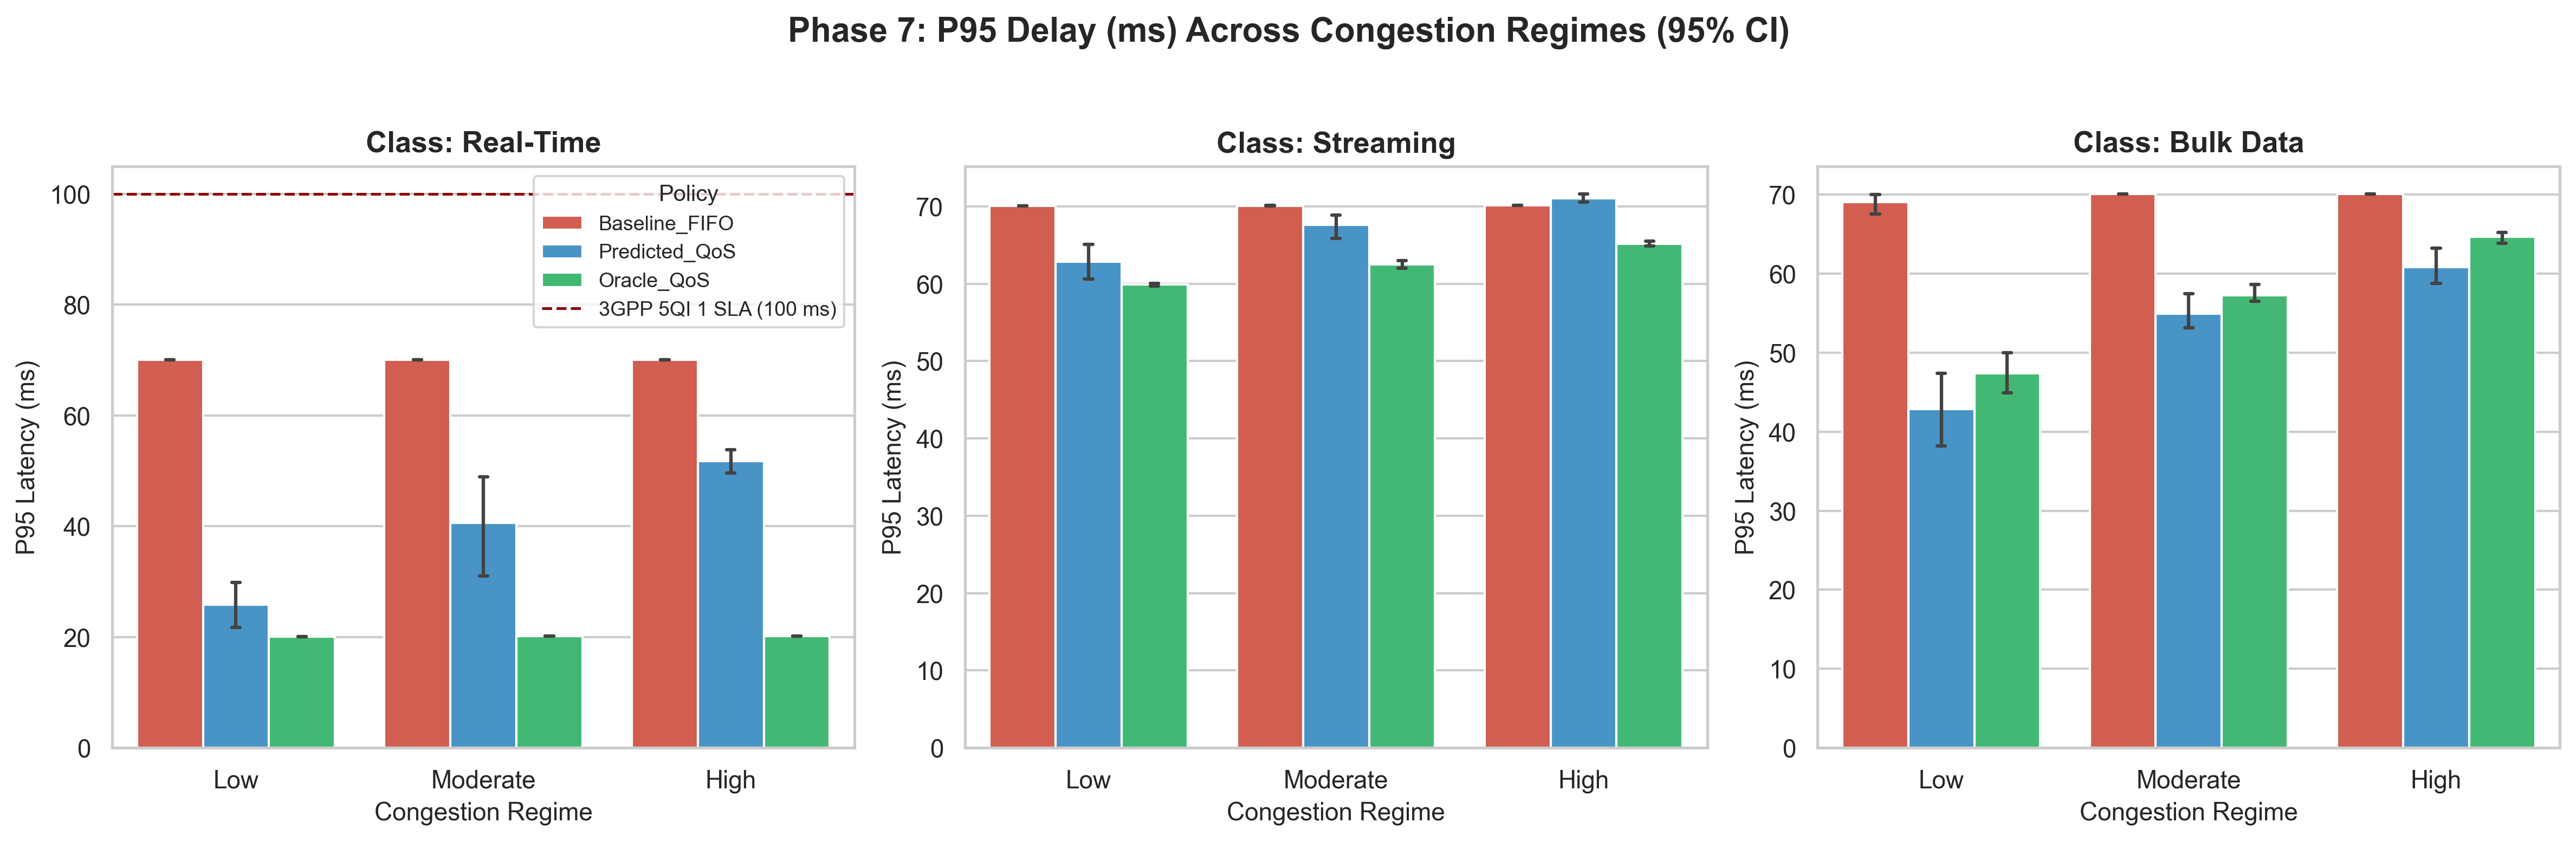 Phase 7: P95 Delay (ms) Across Congestion Regimes (95% CI)
Class: Real-Time
P95 Latency (ms)
100
80
60
40
20
0
Policy
Baseline_FIFO
Predicted_QoS
Oracle_QoS
3GPP 5QI 1 SLA (100 ms)
Low
Moderate
High
Congestion Regime
Class: Streaming
P95 Latency (ms)
70
60
50
40
30
20
10
0
Low
Moderate
High
Congestion Regime
Class: Bulk Data
P95 Latency (ms)
70
60
50
40
30
20
10
0
Low
Moderate
High
Congestion Regime